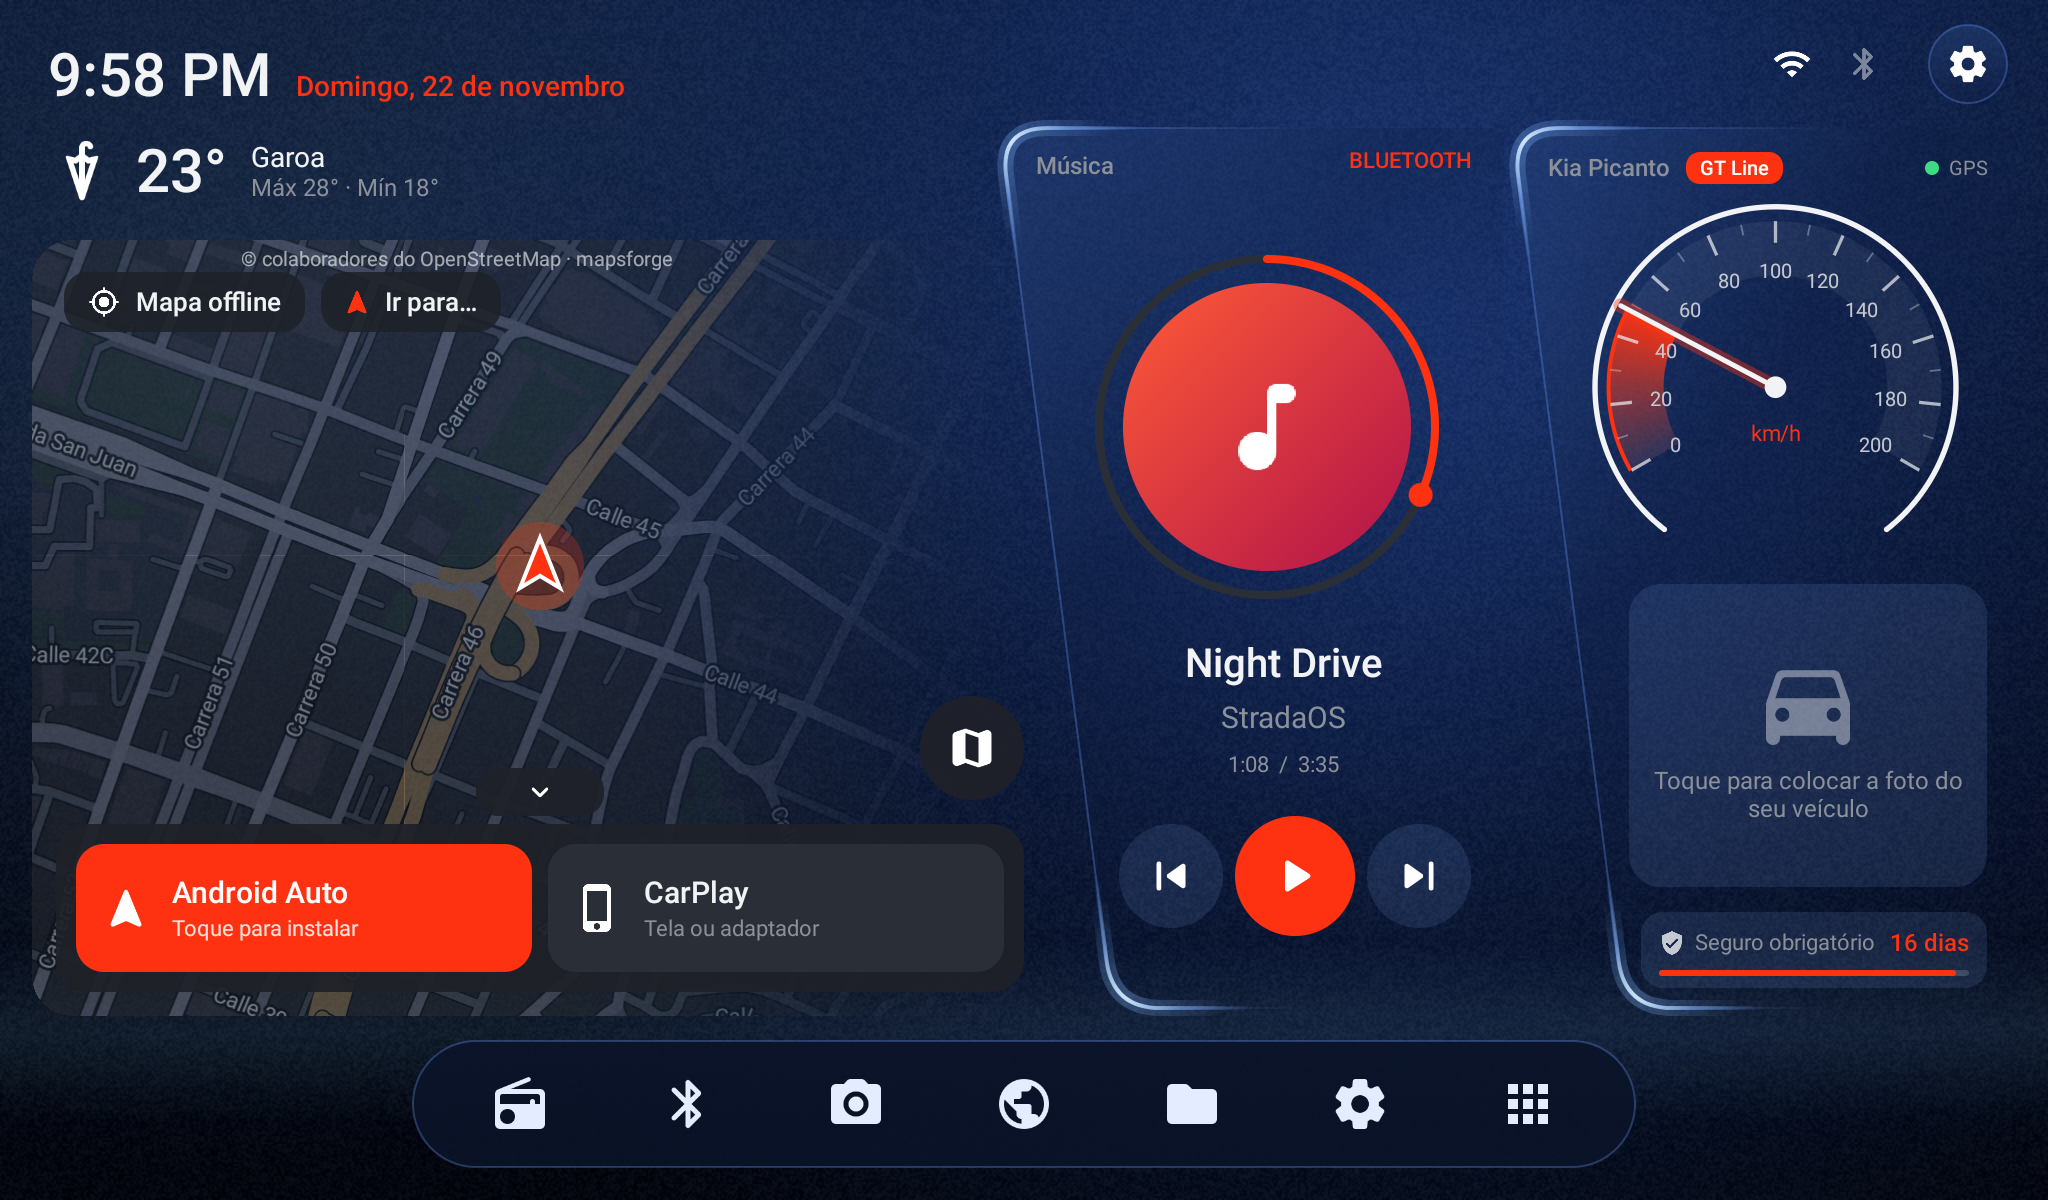 9:58 PM
Domingo, 22 de novembro
23°
Garoa
Máx 28° · Mín 18°
© colaboradores do OpenStreetMap · mapsforge
Mapa offline
Ir para...
Carrera
Carrera 49
Carrera 44
la San Juan
Calle 45
Calle 42C
Carrera 51
Carrera 50
Carrera 46
Calle 44
Android Auto
Toque para instalar
CarPlay
Tela ou adaptador
Música
BLUETOOTH
Night Drive
StradaOS
1:08 / 3:35
Kia Picanto
GT Line
GPS
0
20
40
60
80
100
120
140
160
180
200
km/h
Toque para colocar a foto do
seu veículo
Seguro obrigatório
16 dias